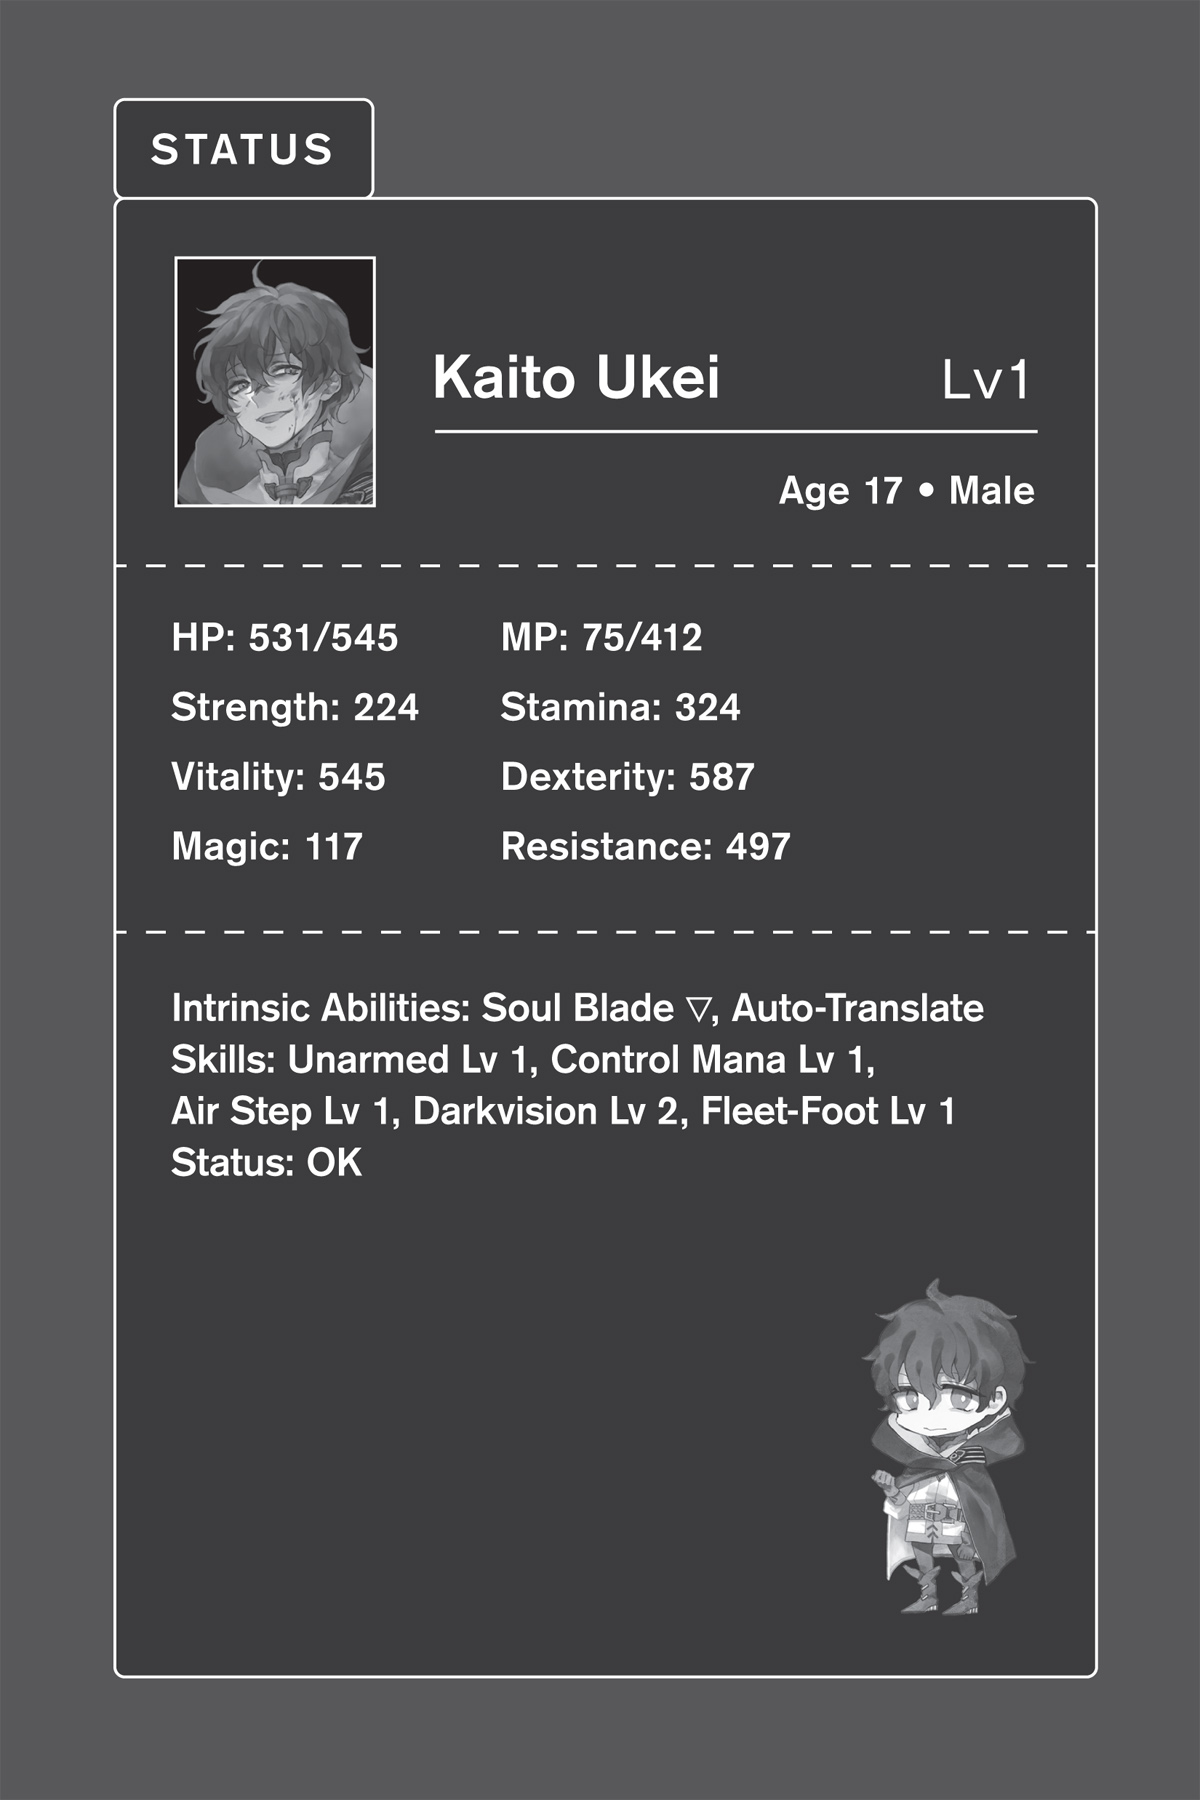 STATUS
Kaito Ukei Lv1
Age 17 • Male
HP: 531/545 MP: 75/412
Strength: 224 Stamina: 324
Vitality: 545 Dexterity: 587
Magic: 117 Resistance: 497
Intrinsic Abilities: Soul Blade ▽, Auto-Translate
Skills: Unarmed Lv 1, Control Mana Lv 1,
Air Step Lv 1, Darkvision Lv 2, Fleet-Foot Lv 1
Status: OK